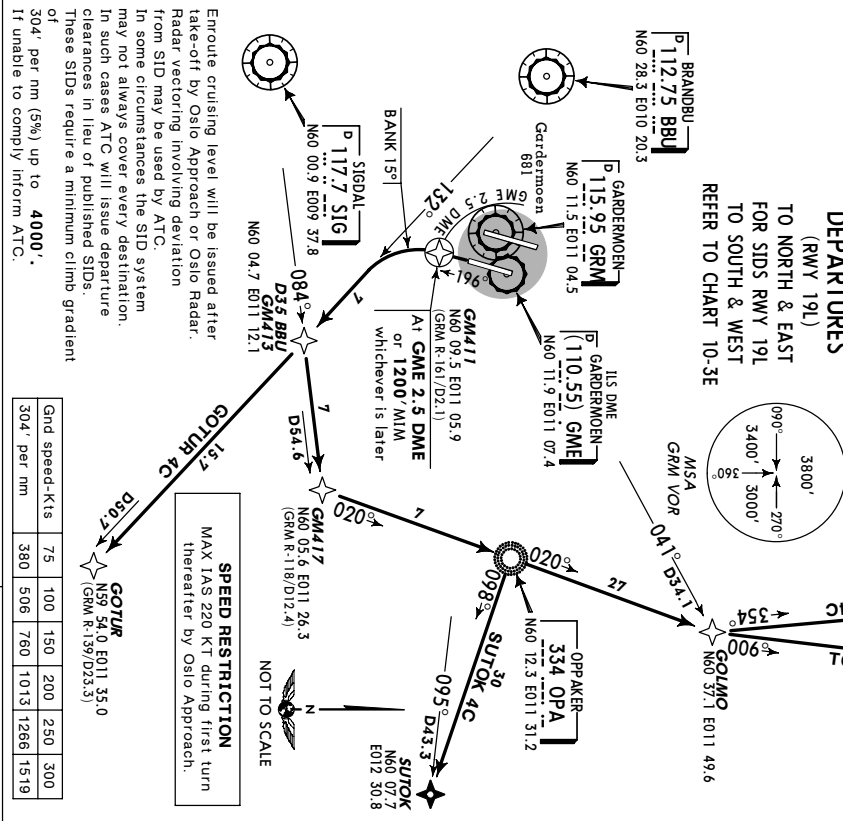 DEPARTURES
(RWY 19L)
TO NORTH & EAST
FOR SIDS RWY 19L
TO SOUTH & WEST
REFER TO CHART 10-3E
3800'
090°
270°
3400'
3000'
360°
MSA
GRM VOR
BRANDBU
D 112.75 BBU
N60 28.3 E010 20.3
GARDERMOEN
D 115.95 GRM
N60 11.5 E011 04.5
Gardermoen
681
GME 2.5 DME
ILS DME
GARDERMOEN
D (110.55) GME
N60 11.9 E011 07.4
041°
D34.1
354°
006°
GOLMO
N60 37.1 E011 49.6
132°
BANK 15°
196°
GM411
N60 09.5 E011 05.9
(GRM R-161/D2.1)
At GME 2.5 DME
or 1200' MIM
whichever is later
27
020°
OPPAKER
334 OPA
N60 12.3 E011 31.2
SIGDAL
D 117.7 SIG
N60 00.9 E009 37.8
7
084°
D35 BBU
GM413
N60 04.7 E011 12.1
7
D54.6
GM417
N60 05.6 E011 26.3
(GRM R-118/D12.4)
020°
7
098°
30
SUTOK 4C
095°
D43.3
SUTOK
N60 07.7
E012 30.8
GOTUR 4C
15.7
D50.7
GOTUR
N59 54.0 E011 35.0
(GRM R-139/D23.3)
SPEED RESTRICTION
MAX IAS 220 KT during first turn
thereafter by Oslo Approach.
N
NOT TO SCALE
Enroute cruising level will be issued after
take-off by Oslo Approach or Oslo Radar.
Radar vectoring involving deviation
from SID may be used by ATC.
In some circumstances the SID system
may not always cover every destination.
In such cases ATC will issue departure
clearances in lieu of published SIDs.
These SIDs require a minimum climb gradient
of
304' per nm (5%) up to 4000'.
If unable to comply inform ATC.
Gnd speed-Kts 75 100 150 200 250 300
304' per nm 380 506 760 1013 1266 1519